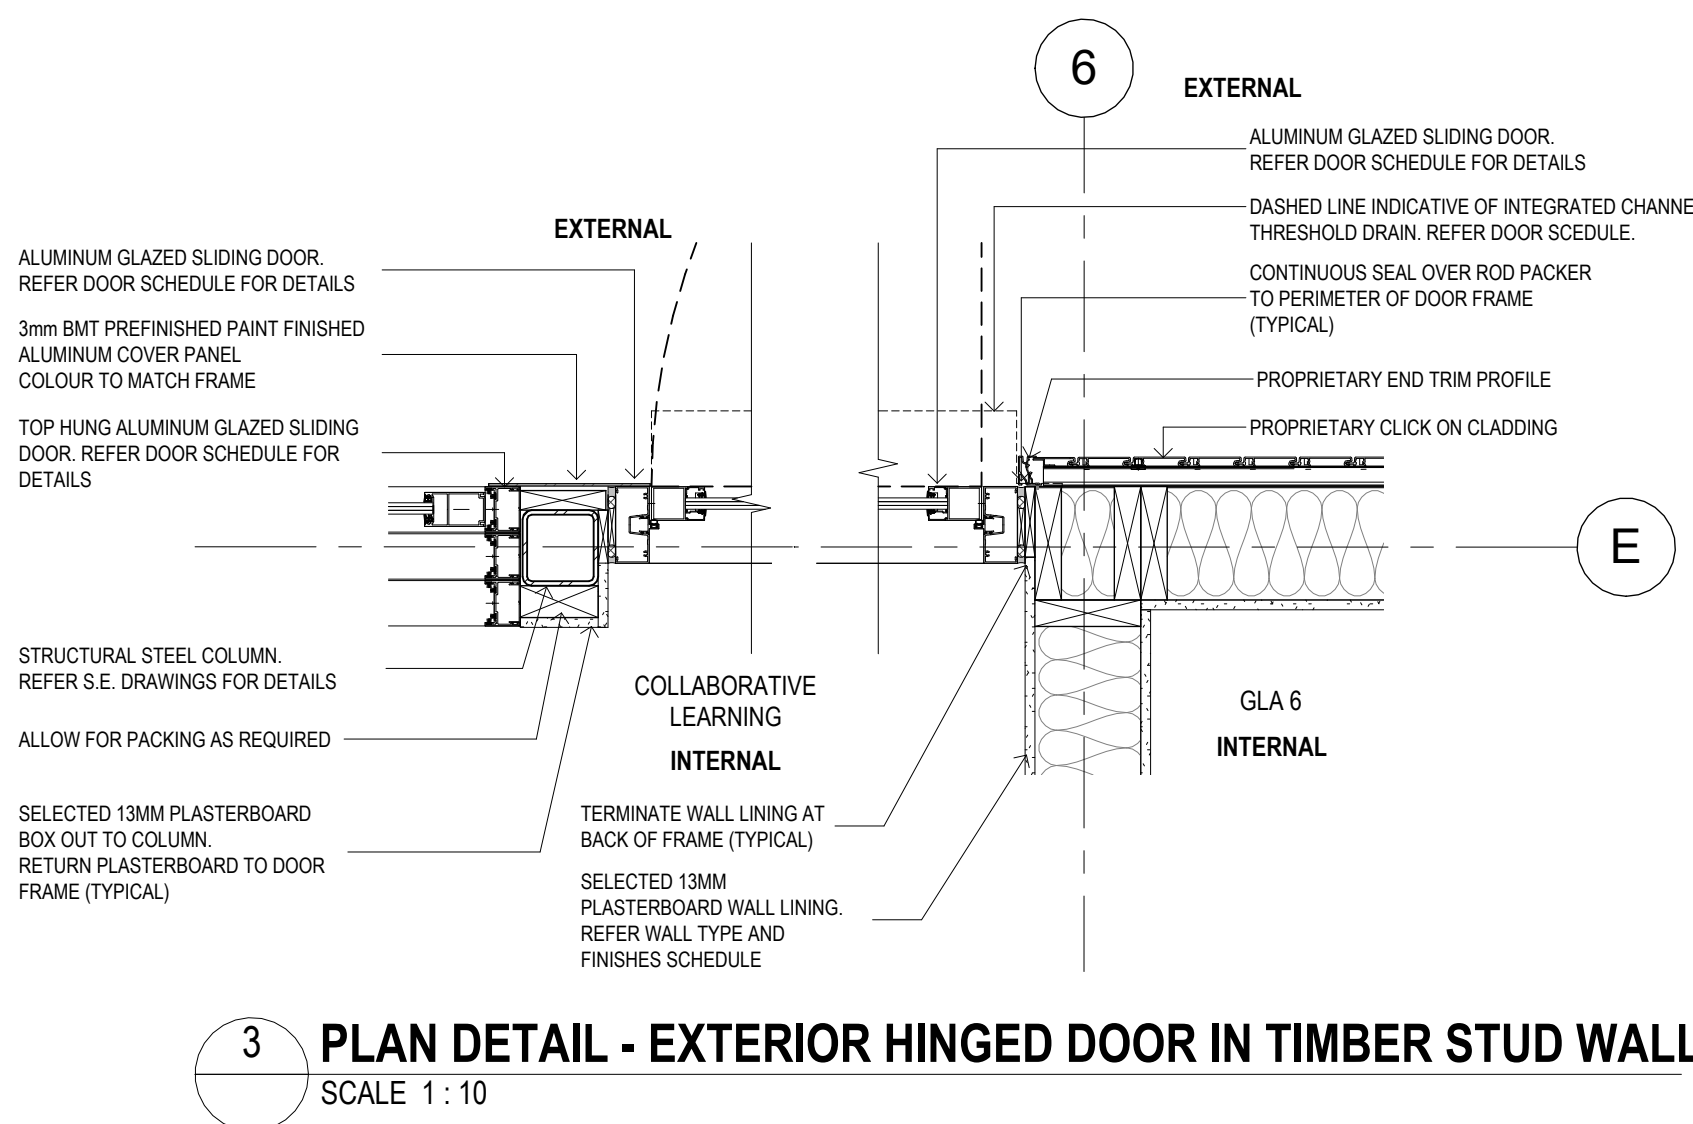 6
EXTERNAL
ALUMINUM GLAZED SLIDING DOOR.
REFER DOOR SCHEDULE FOR DETAILS
DASHED LINE INDICATIVE OF INTEGRATED CHANNE
THRESHOLD DRAIN. REFER DOOR SCEDULE.
CONTINUOUS SEAL OVER ROD PACKER
TO PERIMETER OF DOOR FRAME
(TYPICAL)
PROPRIETARY END TRIM PROFILE
PROPRIETARY CLICK ON CLADDING
EXTERNAL
ALUMINUM GLAZED SLIDING DOOR.
REFER DOOR SCHEDULE FOR DETAILS
3mm BMT PREFINISHED PAINT FINISHED
ALUMINUM COVER PANEL
COLOUR TO MATCH FRAME
TOP HUNG ALUMINUM GLAZED SLIDING
DOOR. REFER DOOR SCHEDULE FOR
DETAILS
E
STRUCTURAL STEEL COLUMN.
REFER S.E. DRAWINGS FOR DETAILS
ALLOW FOR PACKING AS REQUIRED
SELECTED 13MM PLASTERBOARD
BOX OUT TO COLUMN.
RETURN PLASTERBOARD TO DOOR
FRAME (TYPICAL)
COLLABORATIVE
LEARNING
INTERNAL
GLA 6
INTERNAL
TERMINATE WALL LINING AT
BACK OF FRAME (TYPICAL)
SELECTED 13MM
PLASTERBOARD WALL LINING.
REFER WALL TYPE AND
FINISHES SCHEDULE
3
PLAN DETAIL - EXTERIOR HINGED DOOR IN TIMBER STUD WALL
SCALE 1 : 10